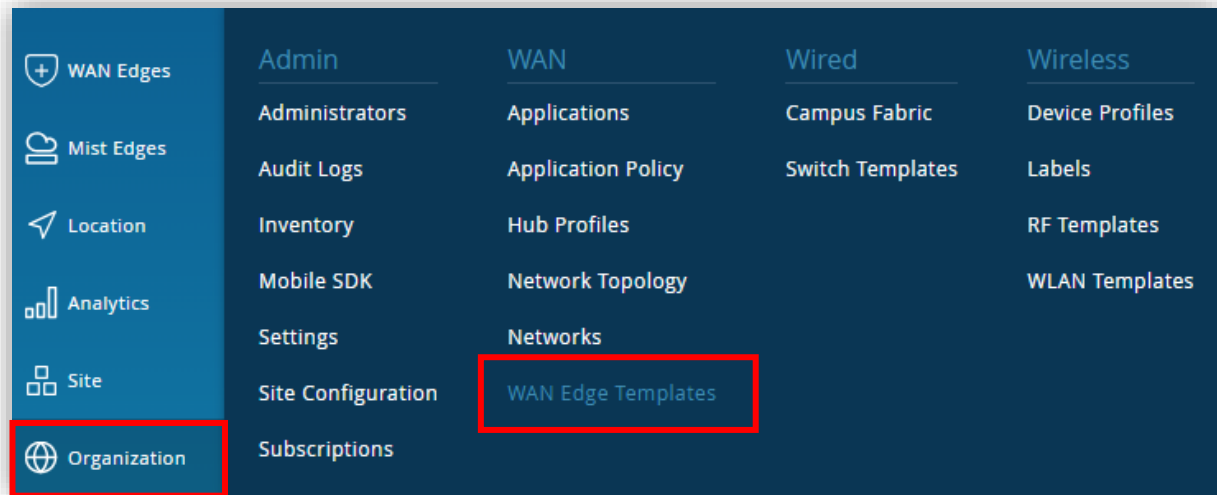 WAN Edges
Mist Edges
Location
Analytics
Site
Organization
Admin
Administrators
Audit Logs
Inventory
Mobile SDK
Settings
Site Configuration
Subscriptions
WAN
Applications
Application Policy
Hub Profiles
Network Topology
Networks
WAN Edge Templates
Wired
Campus Fabric
Switch Templates
Wireless
Device Profiles
Labels
RF Templates
WLAN Templates